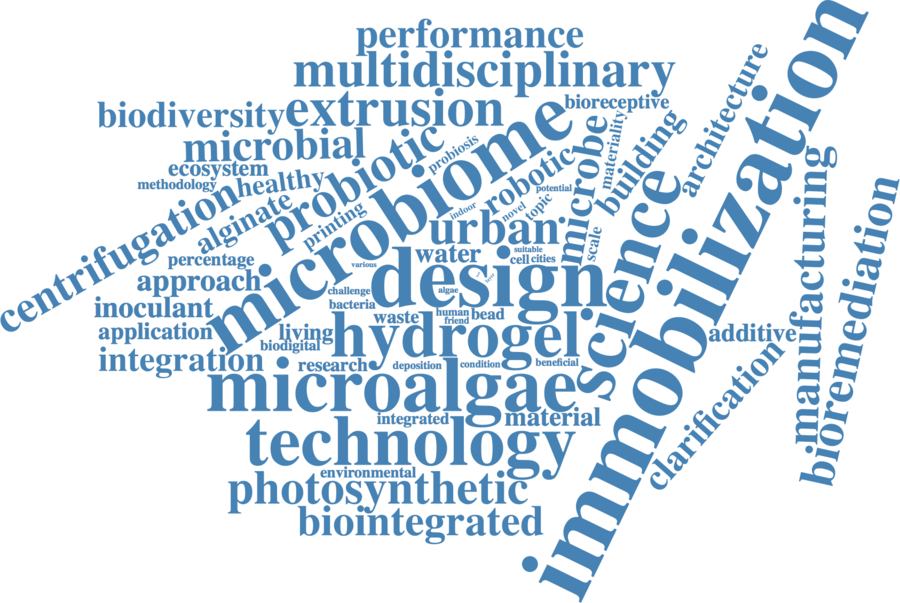 performance
multidisciplinary
biodiversity
extrusion
bioreceptive
microbial
probiotic
probiosis
microbiome
robotic
microbe
materiality
building
architecture
immobilization
ecosystem
methodology
healthy
centrifugation
alginate
printing
percentage
indoor
novel
potential
topic
urban
scale
science
manufacturing
bioremediation
approach
various
water
suitable
cell
cities
design
challenge
algae
inoculant
bacteria
waste
human
friend
bead
application
living
biodigital
hydrogel
additive
integration
research
deposition
condition
beneficial
microalgae
integrated
material
clarification
technology
environmental
photosynthetic
biointegrated